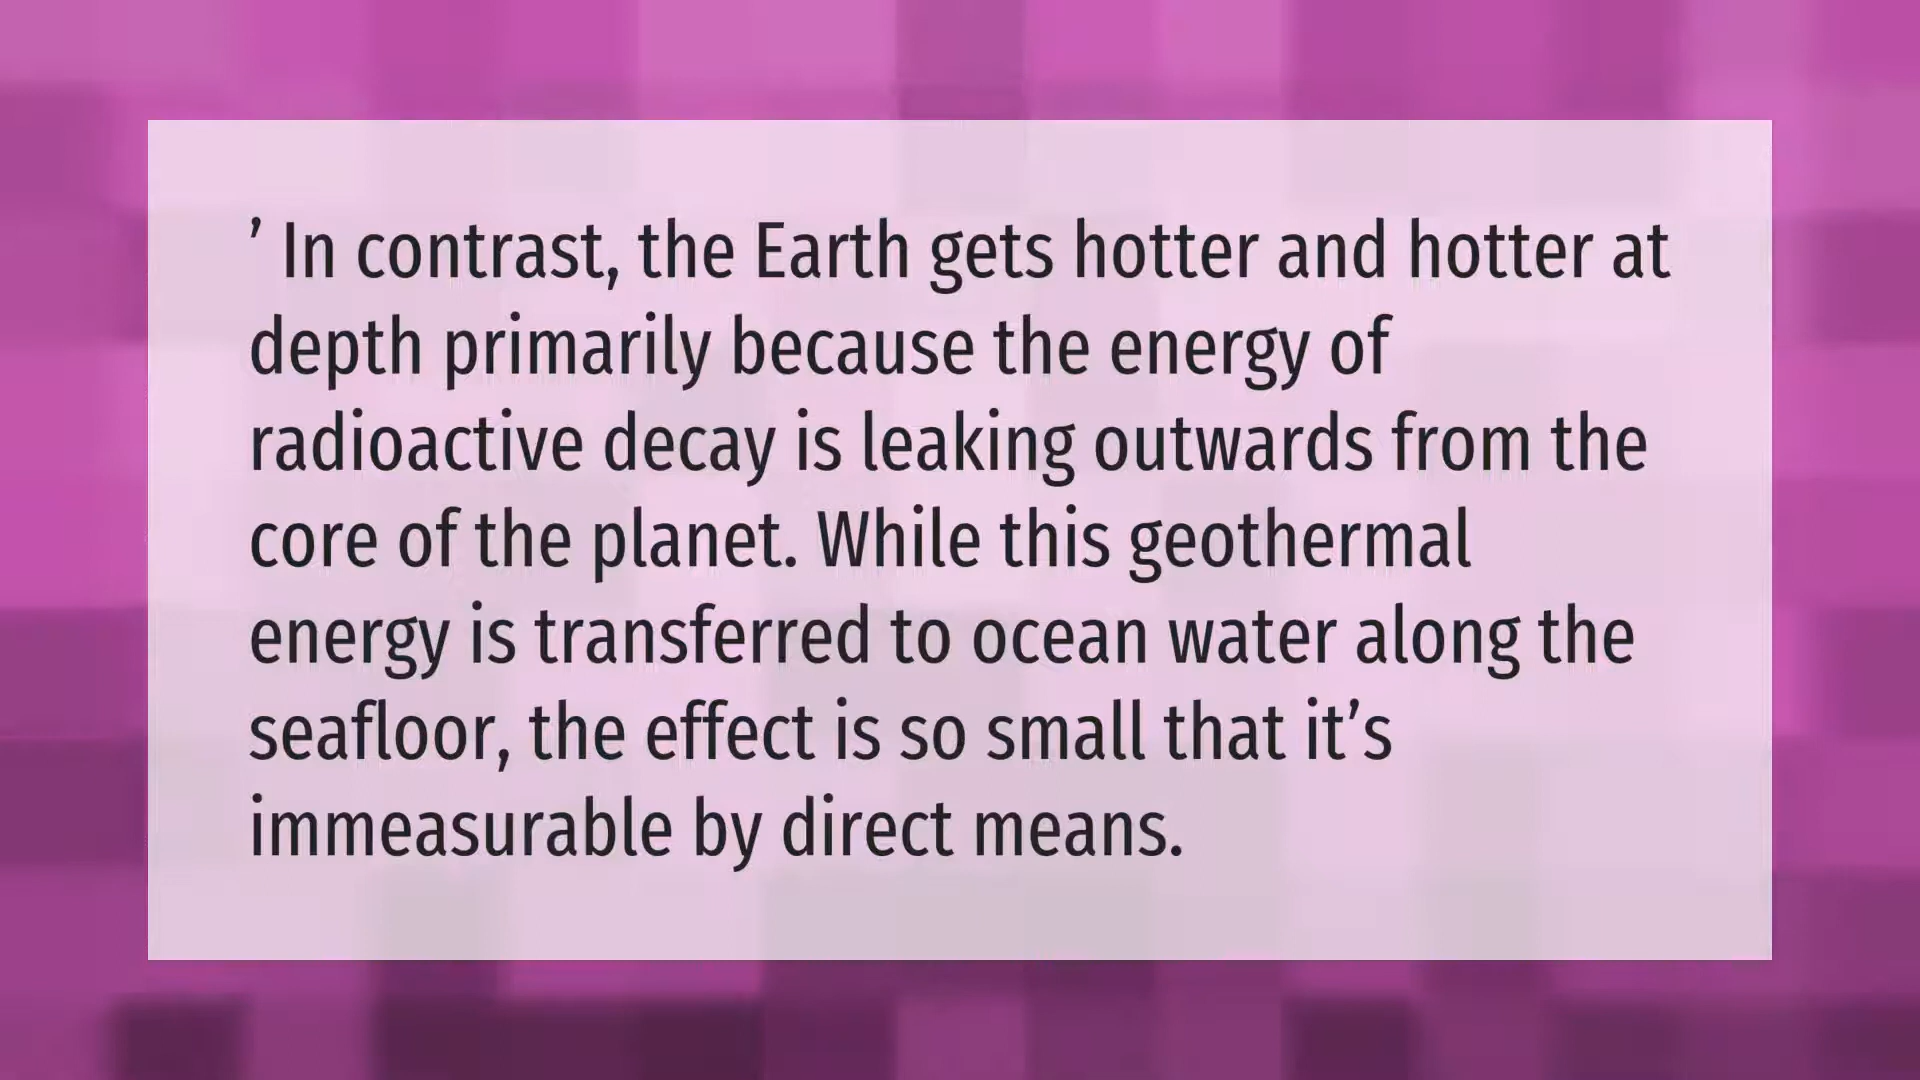 ’ In contrast, the Earth gets hotter and hotter at
depth primarily because the energy of
radioactive decay is leaking outwards from the
core of the planet. While this geothermal
energy is transferred to ocean water along the
seafloor, the effect is so small that it’s
immeasurable by direct means.